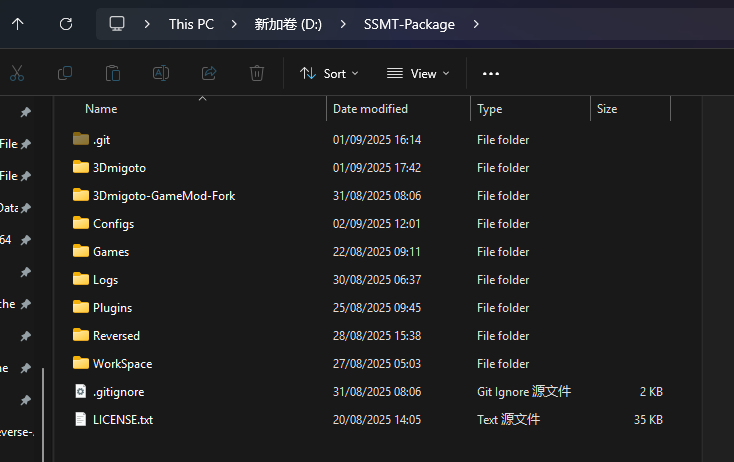 This PC > 新加卷 (D:) > SSMT-Package >
Sort View
Name Date modified Type Size
.git 01/09/2025 16:14 File folder
File 3Dmigoto 01/09/2025 17:42 File folder
File 3Dmigoto-GameMod-Fork 31/08/2025 08:06 File folder
Data Configs 02/09/2025 12:01 File folder
64 Games 22/08/2025 09:11 File folder
Logs 30/08/2025 06:37 File folder
che Plugins 25/08/2025 09:45 File folder
Reversed 28/08/2025 15:38 File folder
ne WorkSpace 27/08/2025 05:03 File folder
.gitignore 31/08/2025 08:06 Git Ignore 源文件 2 KB
LICENSE.txt 20/08/2025 14:05 Text 源文件 35 KB
everse-